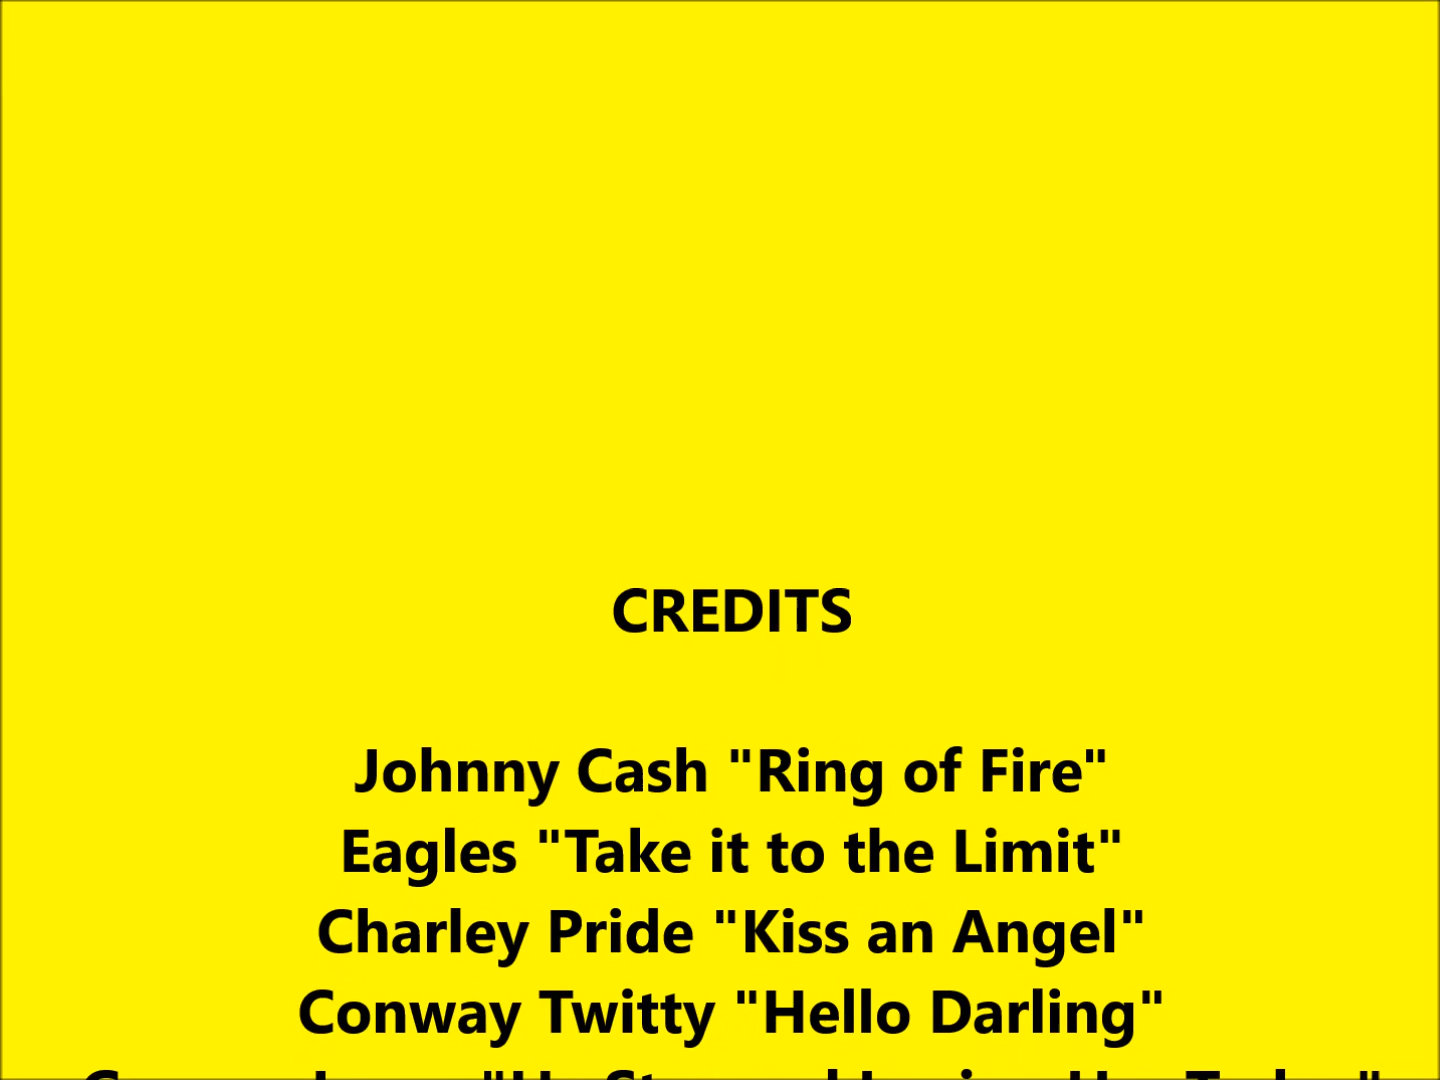 CREDITS
Johnny Cash "Ring of Fire"
Eagles "Take it to the Limit"
Charley Pride "Kiss an Angel"
Conway Twitty "Hello Darling"